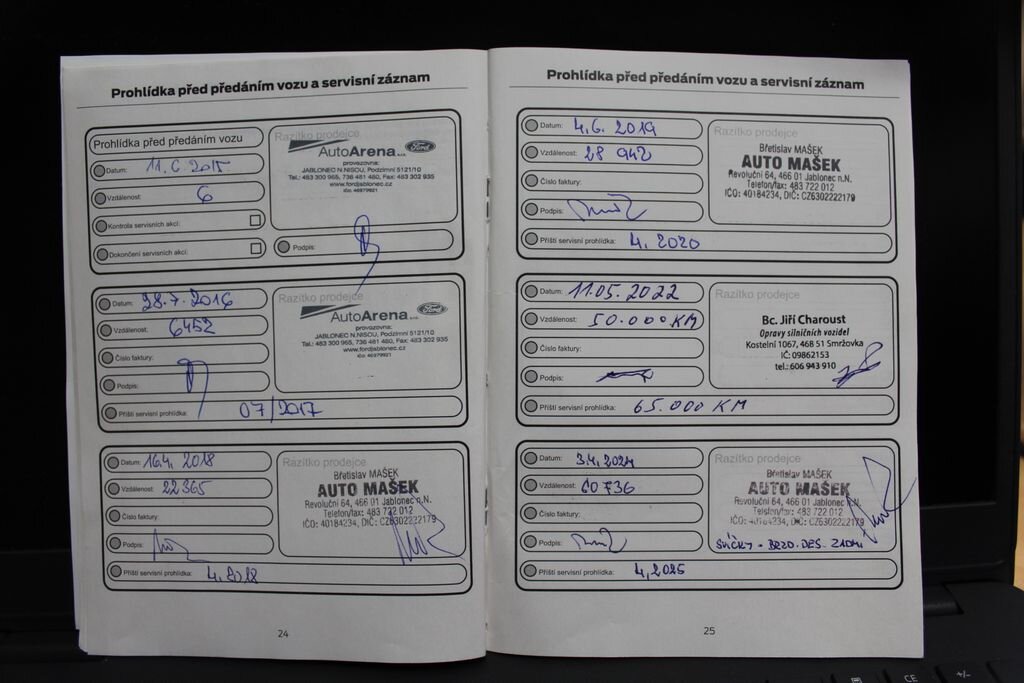 Prohlídka před předáním vozu a servisní záznam
Prohlídka před předáním vozu
Datum: 11.6 2015
Vzdálenost: 6
Kontrola servisních akcí:
Dokončení servisních akcí:
Razítko prodejce
AutoArena s.r.o. Ford
provozovna:
JABLONEC N.NISOU, Podzimní 5121/10
Tel.: 483 300 965, 736 481 480, Fax: 483 302 935
www.fordjablonec.cz
Podpis:
Datum: 28.7.2016
Vzdálenost: 6452
Číslo faktury:
Podpis:
Příští servisní prohlídka: 07/2017
Razítko prodejce
AutoArena s.r.o. Ford
provozovna:
JABLONEC N.NISOU, Podzimní 5121/10
Tel.: 483 300 965, 736 481 480, Fax: 483 302 935
www.fordjablonec.cz
Datum: 16.4. 2018
Vzdálenost: 22365
Číslo faktury:
Podpis:
Příští servisní prohlídka: 4.2018
Razítko prodejce
Břetislav MAŠEK
AUTO MAŠEK
Revoluční 64, 466 01 Jablonec n.N.
Telefon/fax: 483 722 012
IČO: 40184234, DIČ: CZ6302222179
24
Prohlídka před předáním vozu a servisní záznam
Datum: 4.6. 2019
Vzdálenost: 28 942
Číslo faktury:
Podpis:
Příští servisní prohlídka: 4. 2020
Razítko prodejce
Břetislav MAŠEK
AUTO MAŠEK
Revoluční 64, 466 01 Jablonec n.N.
Telefon/fax: 483 722 012
IČO: 40184234, DIČ: CZ6302222179
Datum: 11.05.2022
Vzdálenost: 50.000 KM
Číslo faktury:
Podpis:
Příští servisní prohlídka: 65.000 KM
Razítko prodejce
Bc. Jiří Charoust
Opravy silničních vozidel
Kostelní 1067, 468 51 Smržovka
IČ: 09862153
tel.: 606 943 910
Datum: 3.4.2024
Vzdálenost: 60736
Číslo faktury:
Podpis:
Příští servisní prohlídka: 4.2025
Razítko prodejce
Břetislav MAŠEK
AUTO MAŠEK
Revoluční 64, 466 01 Jablonec n.N.
Telefon/fax: 483 722 012
IČO: 40184234, DIČ: CZ6302222179
SVÍČKY - BRZD. DES. ZADNÍ
25
CE
+/-